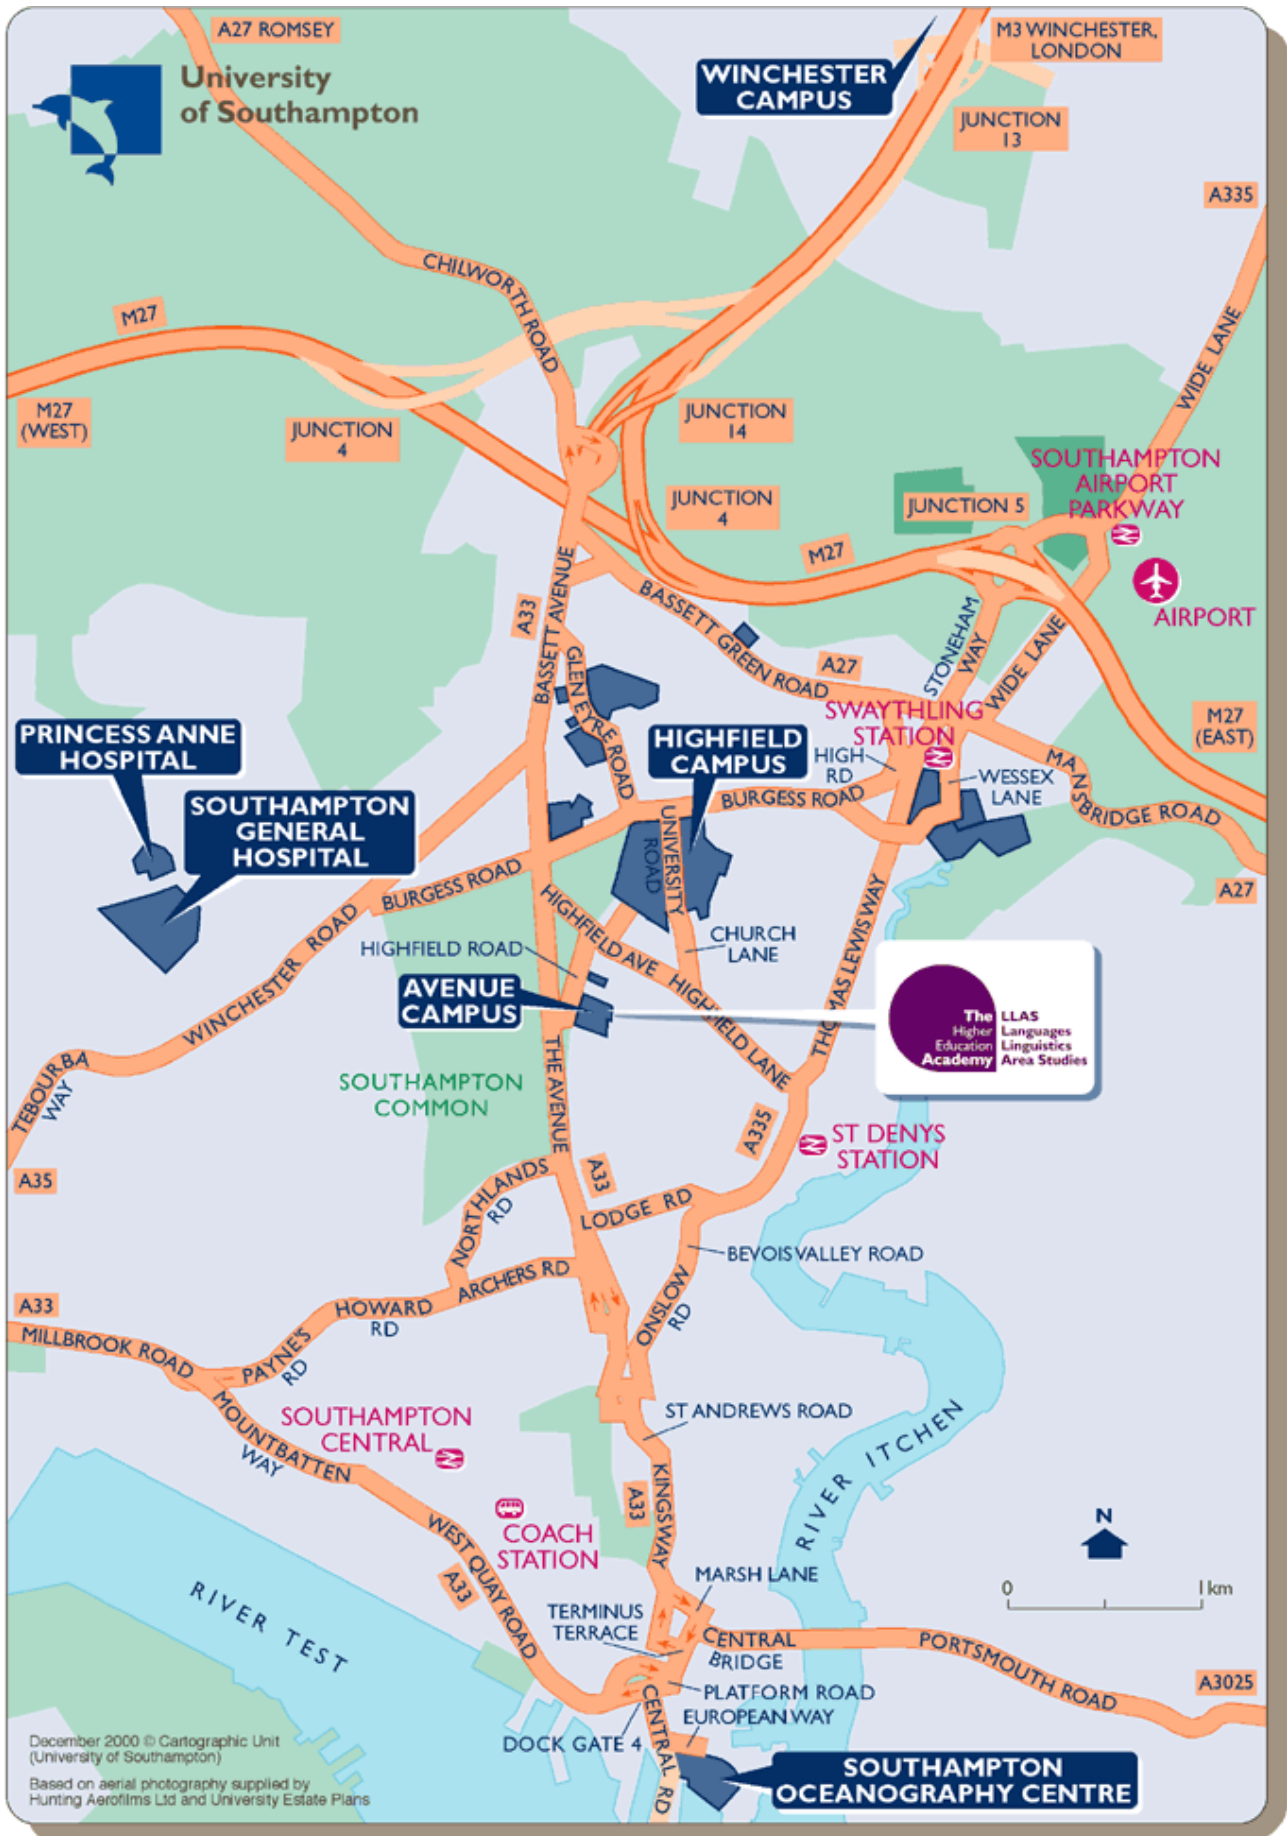 A27 ROMSEY
M3 WINCHESTER,
LONDON
University
of Southampton
WINCHESTER
CAMPUS
JUNCTION
13
A335
CHILWORTH ROAD
M27
WIDE LANE
M27
(WEST)
JUNCTION
4
JUNCTION
14
SOUTHAMPTON
AIRPORT
PARKWAY
JUNCTION
4
JUNCTION 5
M27
AIRPORT
A33
BASSETT AVENUE
BASSETT GREEN ROAD
STONEHAM
WAY
WIDE LANE
A27
GLEN EYRE ROAD
SWAYTHLING
STATION
M27
(EAST)
PRINCESS ANNE
HOSPITAL
HIGHFIELD
CAMPUS
HIGH
RD
WESSEX
LANE
MANSBRIDGE ROAD
SOUTHAMPTON
GENERAL
HOSPITAL
BURGESS ROAD
UNIVERSITY
ROAD
BURGESS ROAD
A27
HIGHFIELD AVE
THOMAS LEWIS WAY
WINCHESTER ROAD
HIGHFIELD ROAD
CHURCH
LANE
AVENUE
CAMPUS
HIGHFIELD LANE
The
Higher
Education
Academy
LLAS
Languages
Linguistics
Area Studies
TEBOURBA
WAY
SOUTHAMPTON
COMMON
THE AVENUE
A335
ST DENYS
STATION
A35
A33
NORTHLANDS
RD
LODGE RD
BEVOIS VALLEY ROAD
ARCHERS RD
A33
HOWARD
RD
ONSLOW
RD
MILLBROOK ROAD
PAYNE'S
RD
MOUNTBATTEN
WAY
SOUTHAMPTON
CENTRAL
ST ANDREWS ROAD
RIVER ITCHEN
KINGSWAY
A33
COACH
STATION
WEST QUAY ROAD
A33
N
0 1km
MARSH LANE
RIVER TEST
TERMINUS
TERRACE
CENTRAL
BRIDGE
PORTSMOUTH ROAD
A3025
PLATFORM ROAD
EUROPEAN WAY
DOCK GATE 4
CENTRAL RD
SOUTHAMPTON
OCEANOGRAPHY CENTRE
December 2000 © Cartographic Unit
(University of Southampton)
Based on aerial photography supplied by
Hunting Aerofilms Ltd and University Estate Plans